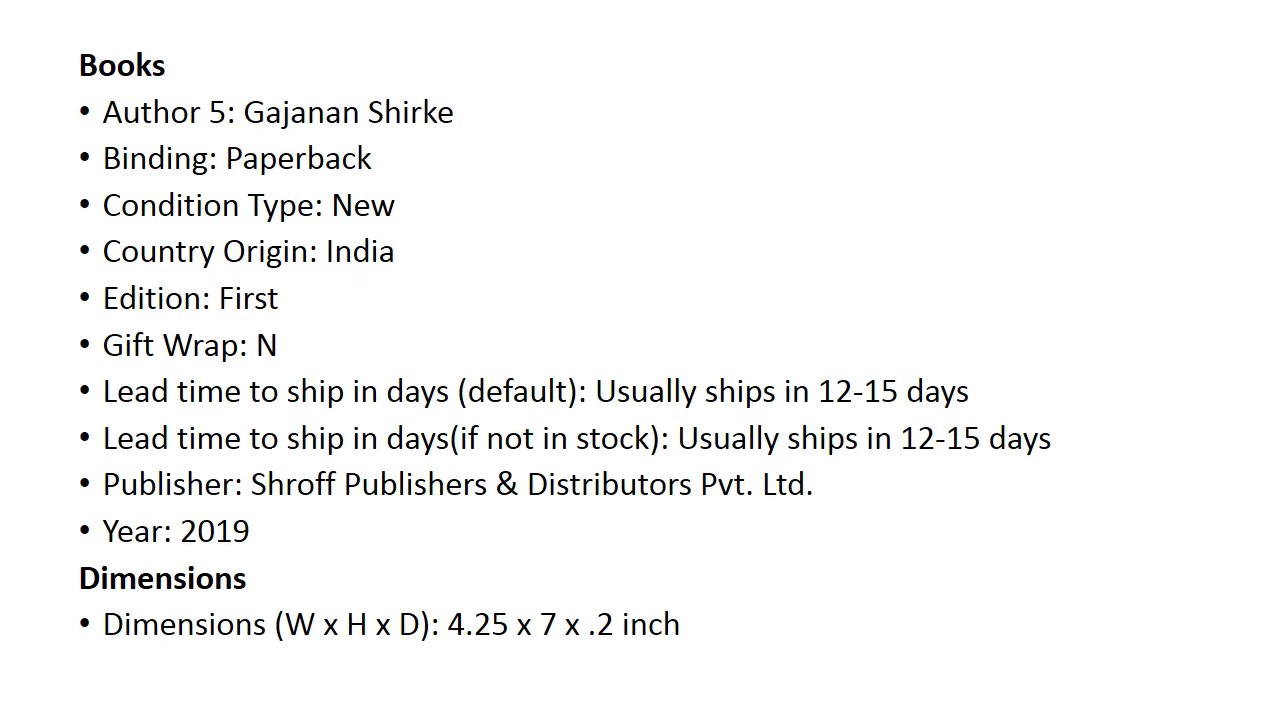 Books
• Author 5: Gajanan Shirke
• Binding: Paperback
• Condition Type: New
• Country Origin: India
• Edition: First
• Gift Wrap: N
• Lead time to ship in days (default): Usually ships in 12-15 days
• Lead time to ship in days(if not in stock): Usually ships in 12-15 days
• Publisher: Shroff Publishers & Distributors Pvt. Ltd.
• Year: 2019
Dimensions
• Dimensions (W x H x D): 4.25 x 7 x .2 inch